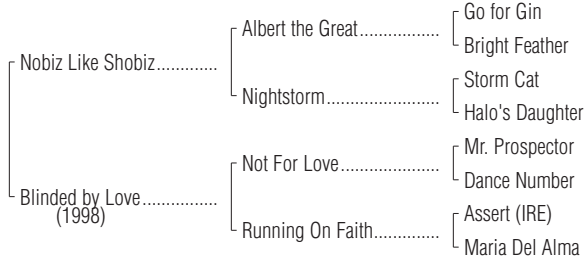 Go for Gin
Albert the Great..................
Bright Feather
Nobiz Like Shobiz.............
Storm Cat
Nightstorm.........................
Halo's Daughter
Mr. Prospector
Not For Love......................
Dance Number
Blinded by Love................
(1998)
Assert (IRE)
Running On Faith...............
Maria Del Alma